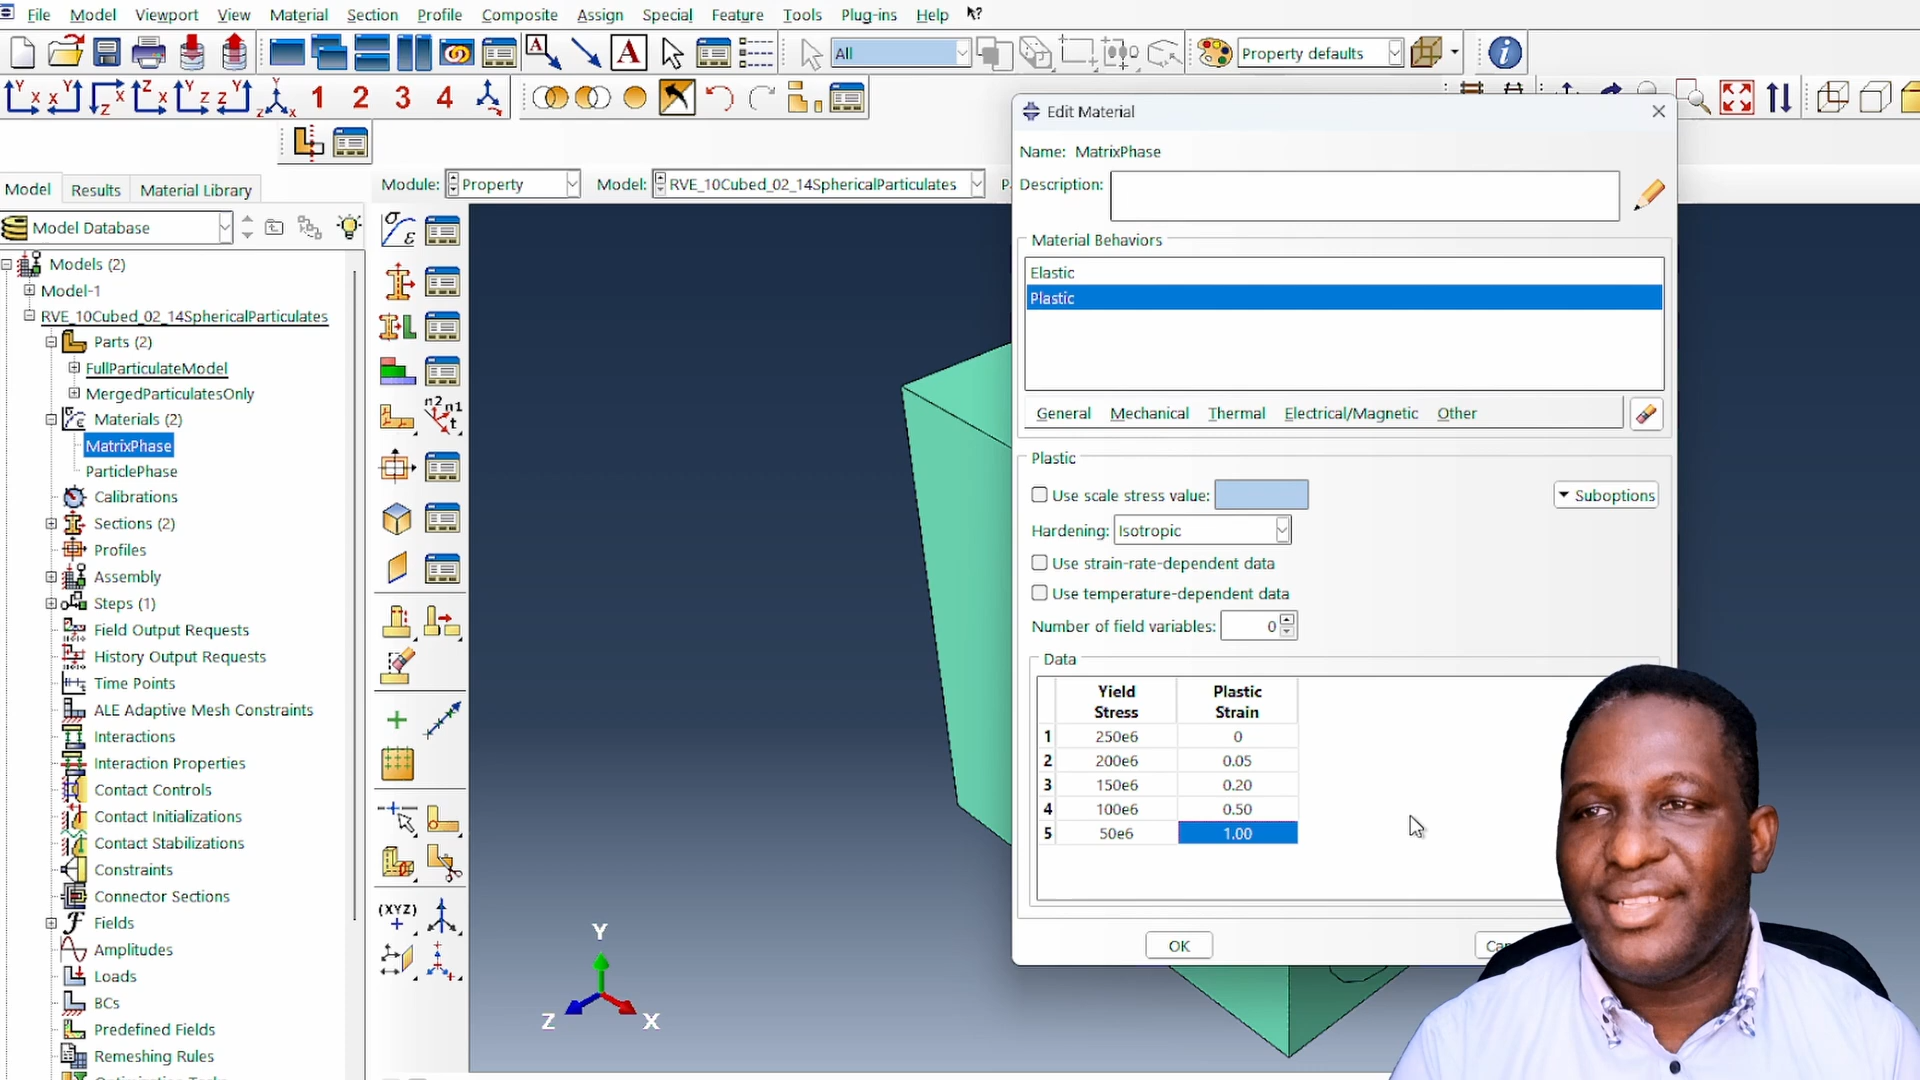 File Model Viewport View Material Section Profile Composite Assign Special Feature Tools Plug-ins Help
A A All Property defaults i
1 2 3 4
Model Results Material Library
Module: Property Model: RVE_10Cubed_02_14SphericalParticulates
Model Database
Models (2)
Model-1
RVE_10Cubed_02_14SphericalParticulates
Parts (2)
FullParticulateModel
MergedParticulatesOnly
Materials (2)
MatrixPhase
ParticlePhase
Calibrations
Sections (2)
Profiles
Assembly
Steps (1)
Field Output Requests
History Output Requests
Time Points
ALE Adaptive Mesh Constraints
Interactions
Interaction Properties
Contact Controls
Contact Initializations
Contact Stabilizations
Constraints
Connector Sections
Fields
Amplitudes
Loads
BCs
Predefined Fields
Remeshing Rules
σ ε
n2 n1
t
(XYZ)
Y
Z X
Edit Material
Name: MatrixPhase
Description:
Material Behaviors
Elastic
Plastic
General Mechanical Thermal Electrical/Magnetic Other
Plastic
Use scale stress value:
Suboptions
Hardening: Isotropic
Use strain-rate-dependent data
Use temperature-dependent data
Number of field variables: 0
Data
Yield Stress Plastic Strain
1 250e6 0
2 200e6 0.05
3 150e6 0.20
4 100e6 0.50
5 50e6 1.00
OK